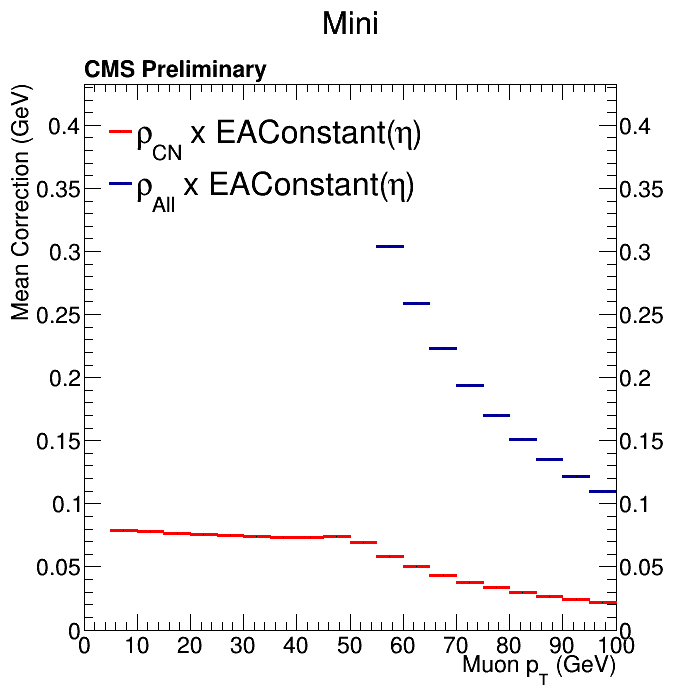 Mini
CMS Preliminary
Mean Correction (GeV)
ρCN x EAConstant(η)
ρAll x EAConstant(η)
0.4 0.4
0.35 0.35
0.3 0.3
0.25 0.25
0.2 0.2
0.15 0.15
0.1 0.1
0.05 0.05
0 0
0 10 20 30 40 50 60 70 80 90 100
Muon pT (GeV)